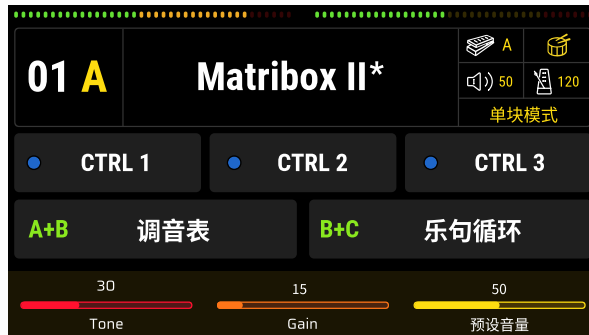 01 A
Matribox II*
A
50
120
单块模式
CTRL 1
CTRL 2
CTRL 3
A+B
调音表
B+C
乐句循环
30
15
50
Tone
Gain
预设音量